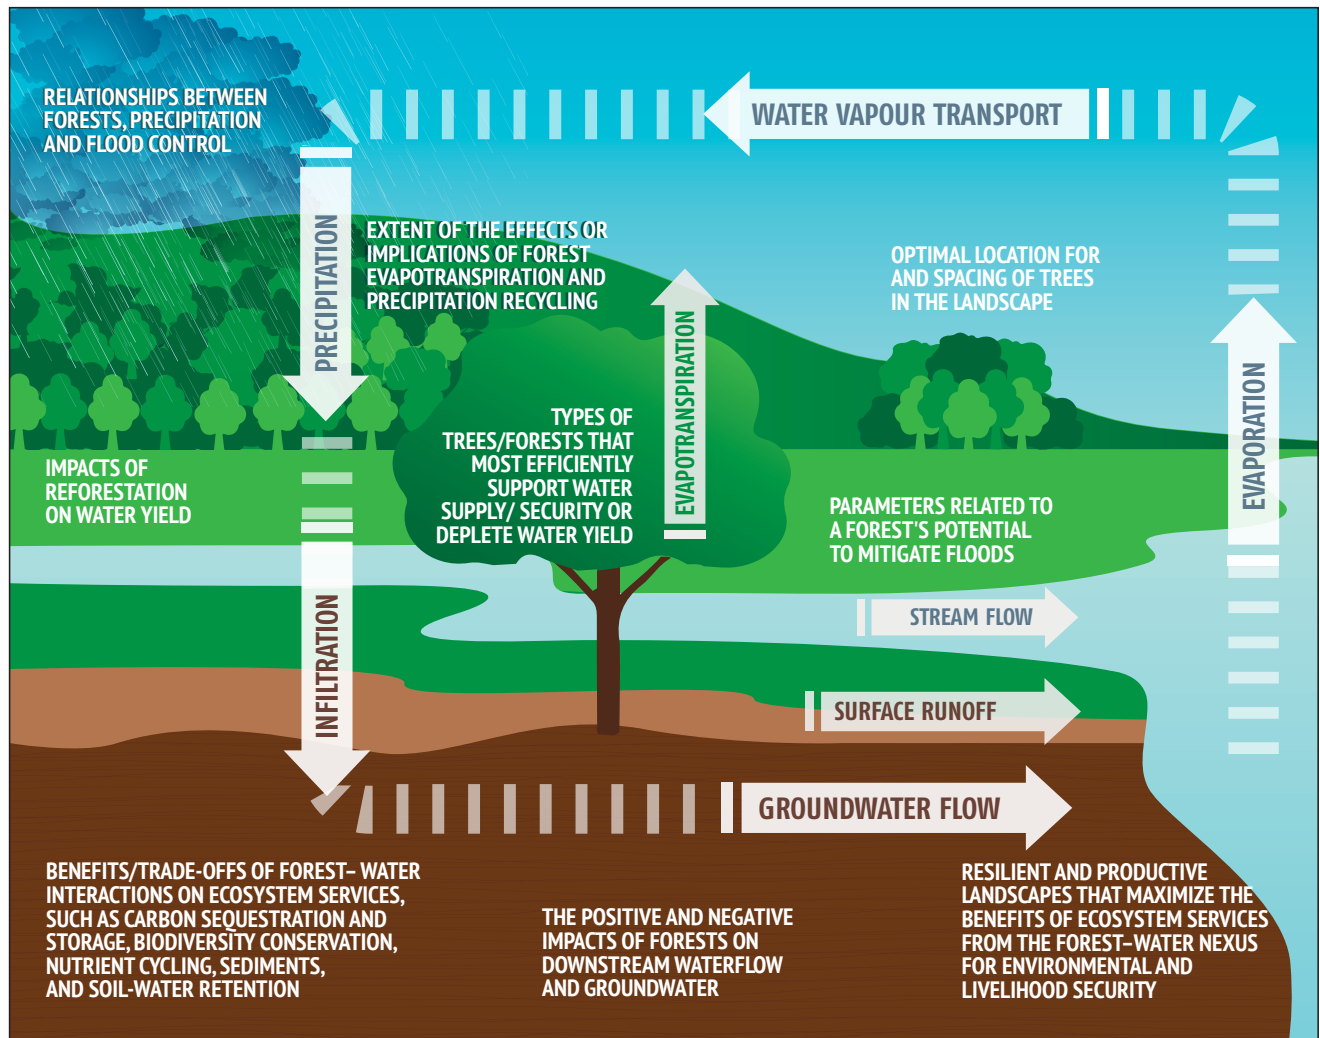 RELATIONSHIPS BETWEEN
FORESTS, PRECIPITATION
AND FLOOD CONTROL
WATER VAPOUR TRANSPORT
PRECIPITATION
EXTENT OF THE EFFECTS OR
IMPLICATIONS OF FOREST
EVAPOTRANSPIRATION AND
PRECIPITATION RECYCLING
OPTIMAL LOCATION FOR
AND SPACING OF TREES
IN THE LANDSCAPE
EVAPOTRANSPIRATION
EVAPORATION
TYPES OF
TREES/FORESTS THAT
MOST EFFICIENTLY
SUPPORT WATER
SUPPLY/ SECURITY OR
DEPLETE WATER YIELD
IMPACTS OF
REFORESTATION
ON WATER YIELD
PARAMETERS RELATED TO
A FOREST'S POTENTIAL
TO MITIGATE FLOODS
INFILTRATION
STREAM FLOW
SURFACE RUNOFF
GROUNDWATER FLOW
BENEFITS/TRADE-OFFS OF FOREST– WATER
INTERACTIONS ON ECOSYSTEM SERVICES,
SUCH AS CARBON SEQUESTRATION AND
STORAGE, BIODIVERSITY CONSERVATION,
NUTRIENT CYCLING, SEDIMENTS,
AND SOIL-WATER RETENTION
THE POSITIVE AND NEGATIVE
IMPACTS OF FORESTS ON
DOWNSTREAM WATERFLOW
AND GROUNDWATER
RESILIENT AND PRODUCTIVE
LANDSCAPES THAT MAXIMIZE THE
BENEFITS OF ECOSYSTEM SERVICES
FROM THE FOREST–WATER NEXUS
FOR ENVIRONMENTAL AND
LIVELIHOOD SECURITY